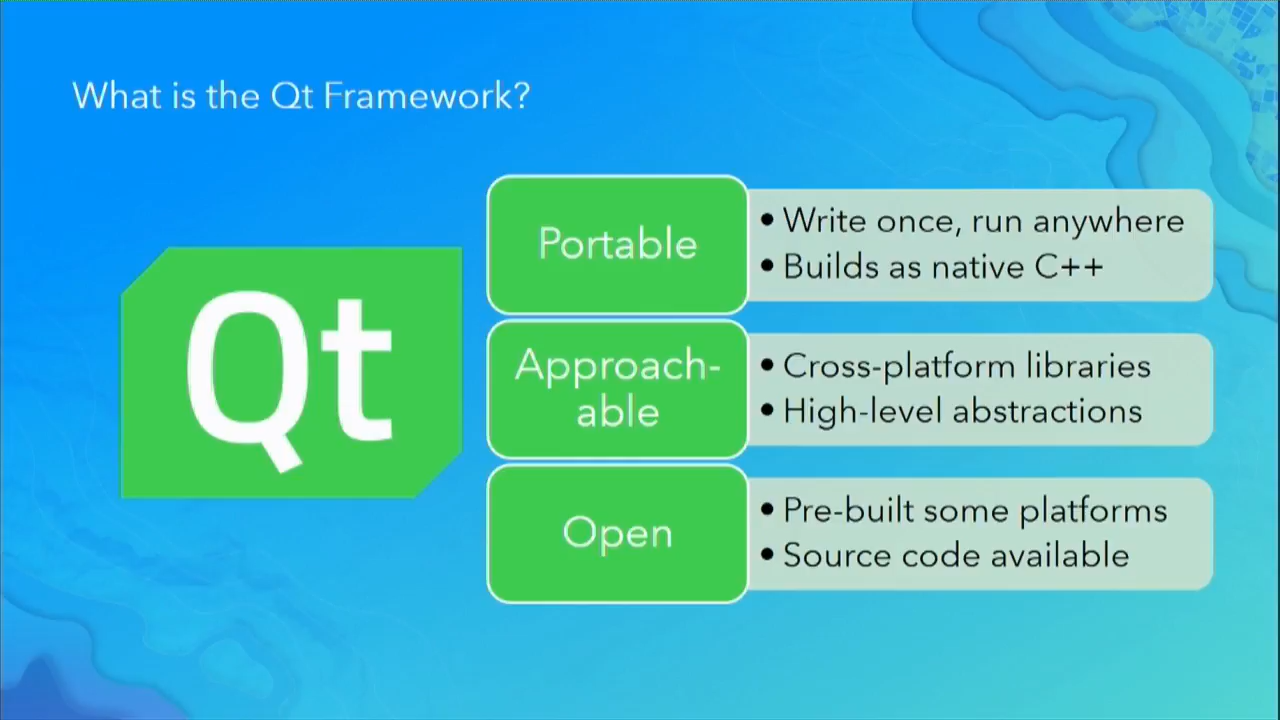 What is the Qt Framework?
Qt
Portable
• Write once, run anywhere
• Builds as native C++
Approach-
able
• Cross-platform libraries
• High-level abstractions
Open
• Pre-built some platforms
• Source code available